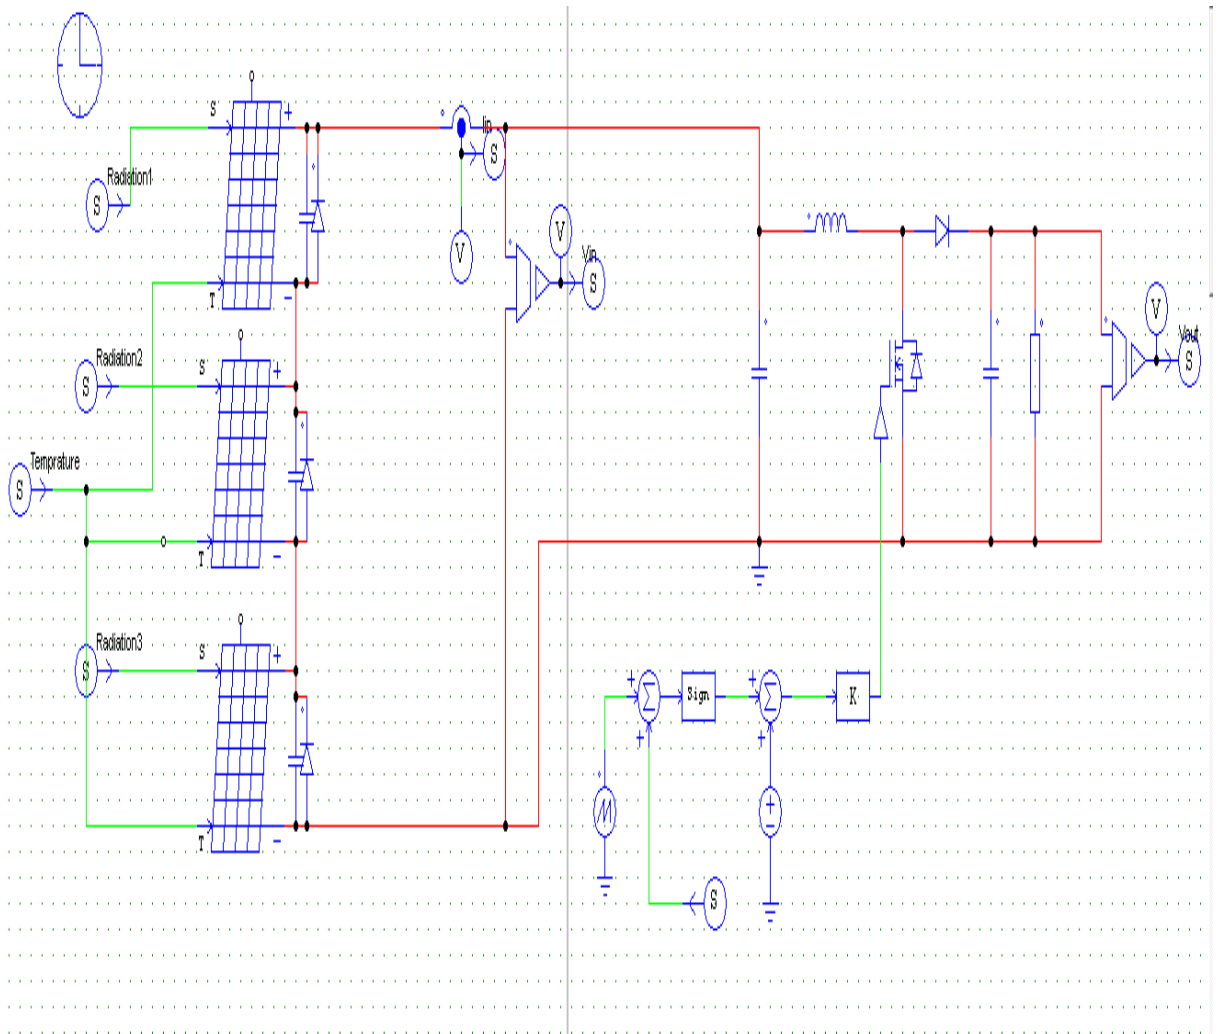 S
+
Iin
S
Radiation1
S
V
V
Vin
S
T
-
Radiation2
S
S
+
V
Vout
S
Temprature
S
T
-
Radiation3
S
S
+
+
Sign
+
K
+
+
T
-
S